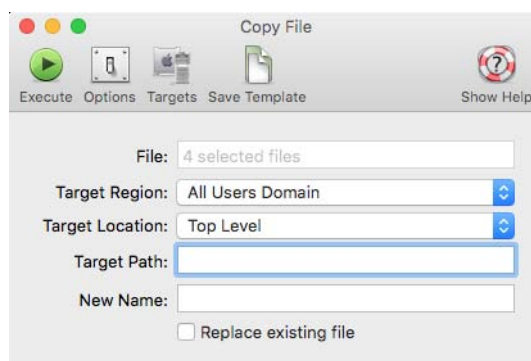 Copy File
Execute Options Targets Save Template Show Help
File: 4 selected files
Target Region: All Users Domain
Target Location: Top Level
Target Path:
New Name:
Replace existing file